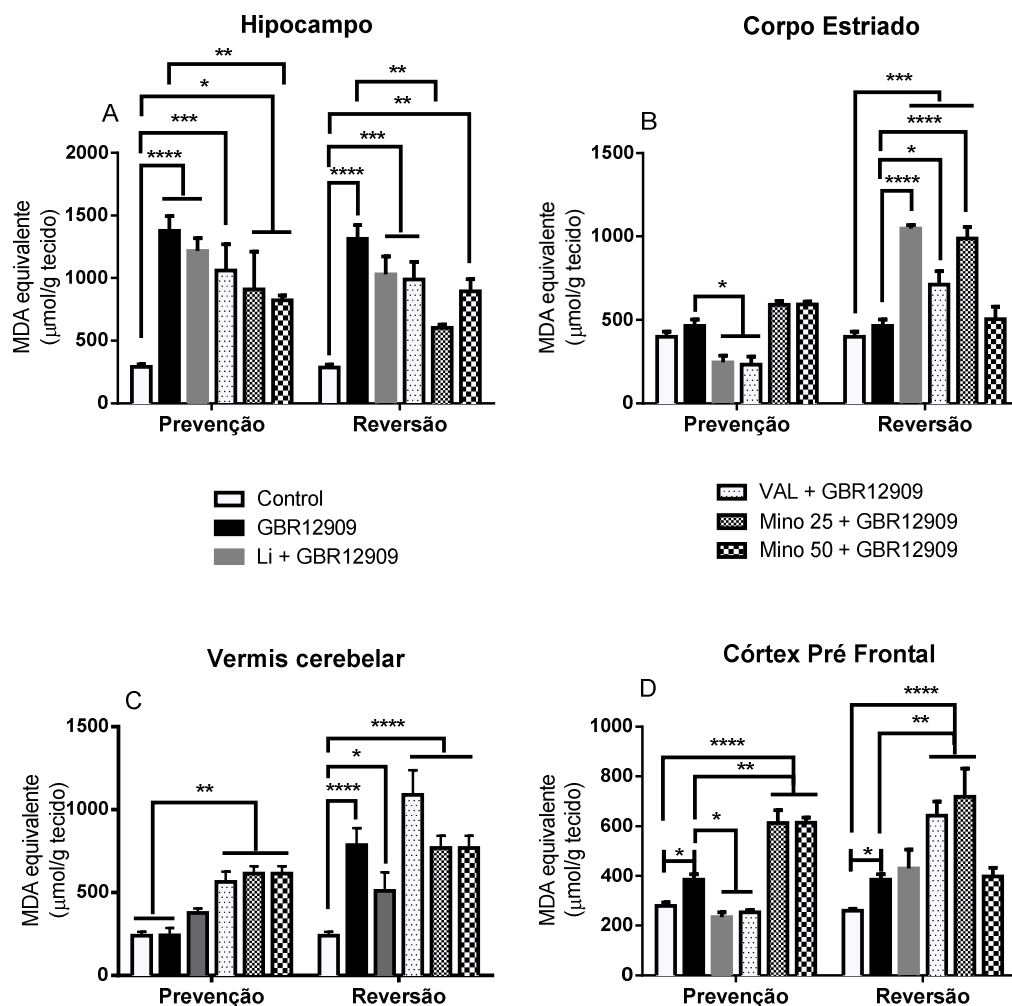 Hipocampo
A
**
*
***
****
**
**
***
****
MDA equivalente
(µmol/g tecido)
2000
1500
1000
500
0
Prevenção
Reversão
Corpo Estriado
B
***
****
*
****
*
MDA equivalente
(µmol/g tecido)
1500
1000
500
0
Prevenção
Reversão
Control
GBR12909
Li + GBR12909
VAL + GBR12909
Mino 25 + GBR12909
Mino 50 + GBR12909
Vermis cerebelar
C
**
****
*
****
MDA equivalente
(µmol/g tecido)
1500
1000
500
0
Prevenção
Reversão
Córtex Pré Frontal
D
****
**
*
*
****
**
*
MDA equivalente
(µmol/g tecido)
1000
800
600
400
200
0
Prevenção
Reversão